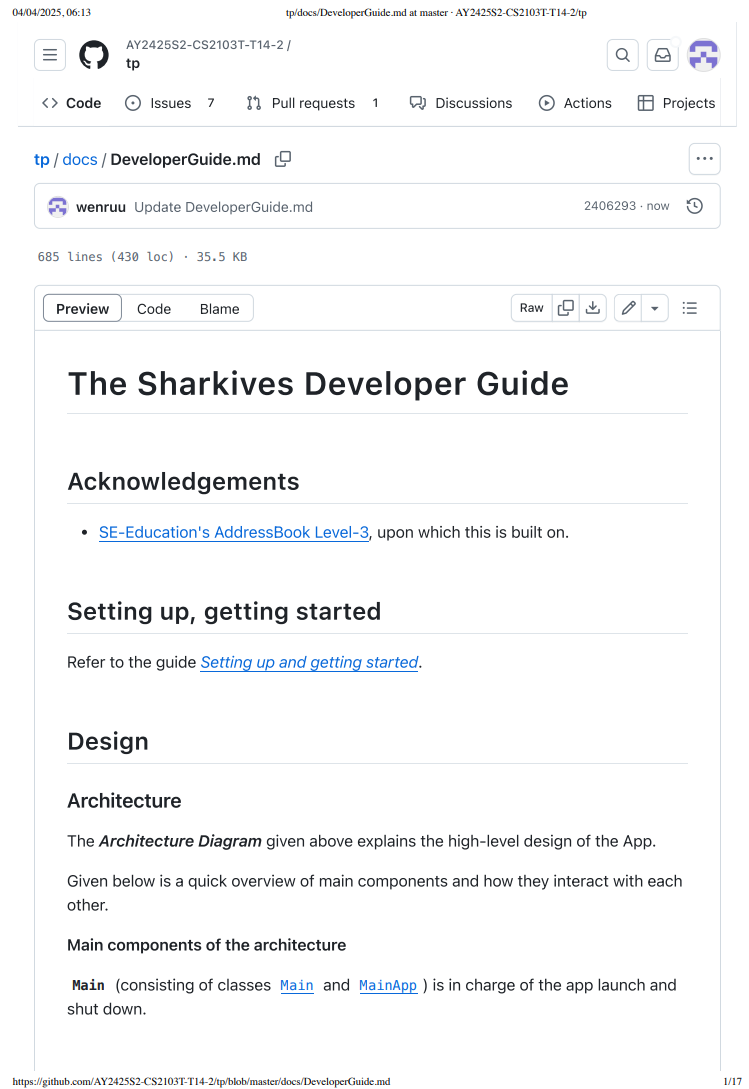 04/04/2025, 06:13 tp/docs/DeveloperGuide.md at master · AY2425S2-CS2103T-T14-2/tp
AY2425S2-CS2103T-T14-2 /
tp
Code Issues 7 Pull requests 1 Discussions Actions Projects
tp / docs / DeveloperGuide.md
wenruu Update DeveloperGuide.md 2406293 · now
685 lines (430 loc) · 35.5 KB
Preview Code Blame Raw
The Sharkives Developer Guide
Acknowledgements
• SE-Education's AddressBook Level-3, upon which this is built on.
Setting up, getting started
Refer to the guide Setting up and getting started.
Design
Architecture
The Architecture Diagram given above explains the high-level design of the App.
Given below is a quick overview of main components and how they interact with each
other.
Main components of the architecture
Main (consisting of classes Main and MainApp ) is in charge of the app launch and
shut down.
https://github.com/AY2425S2-CS2103T-T14-2/tp/blob/master/docs/DeveloperGuide.md 1/17